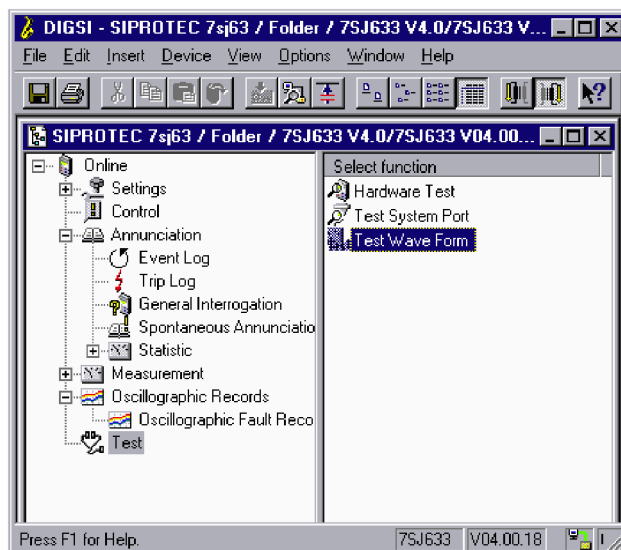 DIGSI - SIPROTEC 7sj63 / Folder / 7SJ633 V4.0/7SJ633 V...
File Edit Insert Device View Options Window Help
SIPROTEC 7sj63 / Folder / 7SJ633 V4.0/7SJ633 V04.00...
Online
Settings
Control
Annunciation
Event Log
Trip Log
General Interrogation
Spontaneous Annunciatio
Statistic
Measurement
Oscillographic Records
Oscillographic Fault Reco
Test
Select function
Hardware Test
Test System Port
Test Wave Form
Press F1 for Help.
7SJ633 V04.00.18